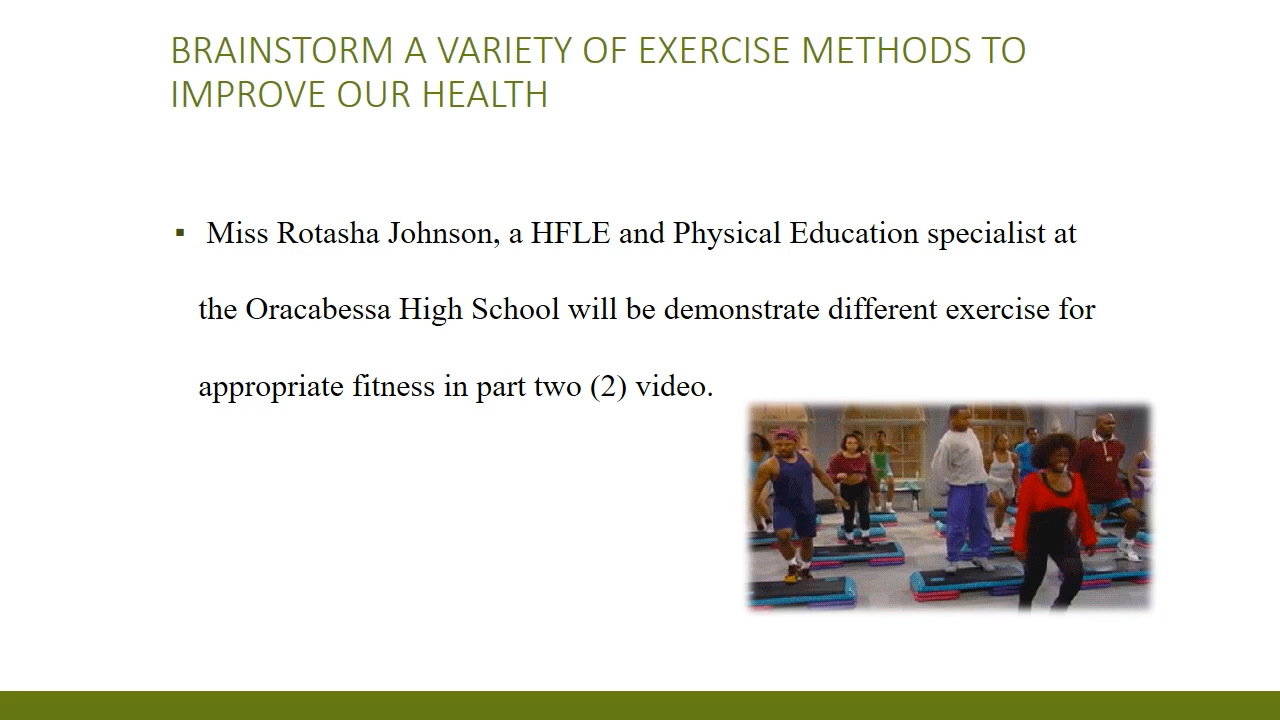 BRAINSTORM A VARIETY OF EXERCISE METHODS TO
IMPROVE OUR HEALTH
▪ Miss Rotasha Johnson, a HFLE and Physical Education specialist at
the Oracabessa High School will be demonstrate different exercise for
appropriate fitness in part two (2) video.